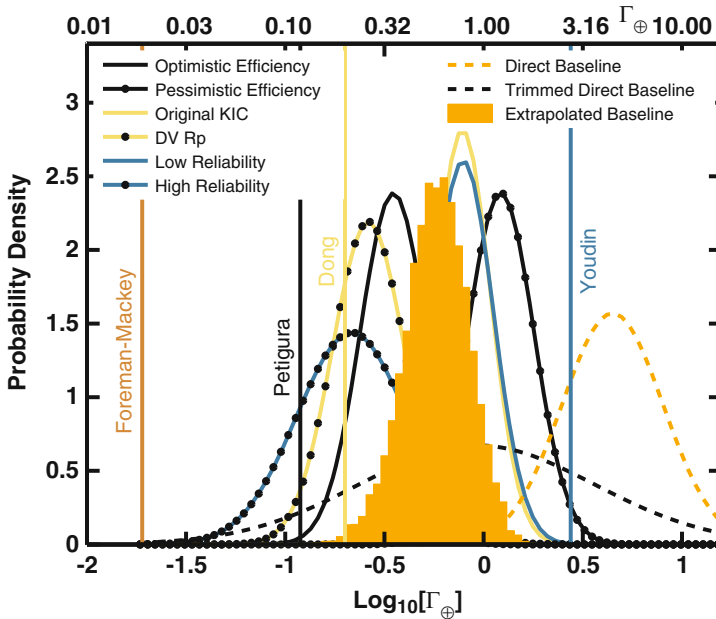 0.01 0.03 0.10 0.32 1.00 3.16 Γ⊕ 10.00
Optimistic Efficiency
Pessimistic Efficiency
Original KIC
DV Rp
Low Reliability
High Reliability
Direct Baseline
Trimmed Direct Baseline
Extrapolated Baseline
Probability Density
3
2.5
2
1.5
1
0.5
0
Foreman-Mackey
Petigura
Dong
Youdin
-2 -1.5 -1 -0.5 0 0.5 1
Log10[Γ⊕]